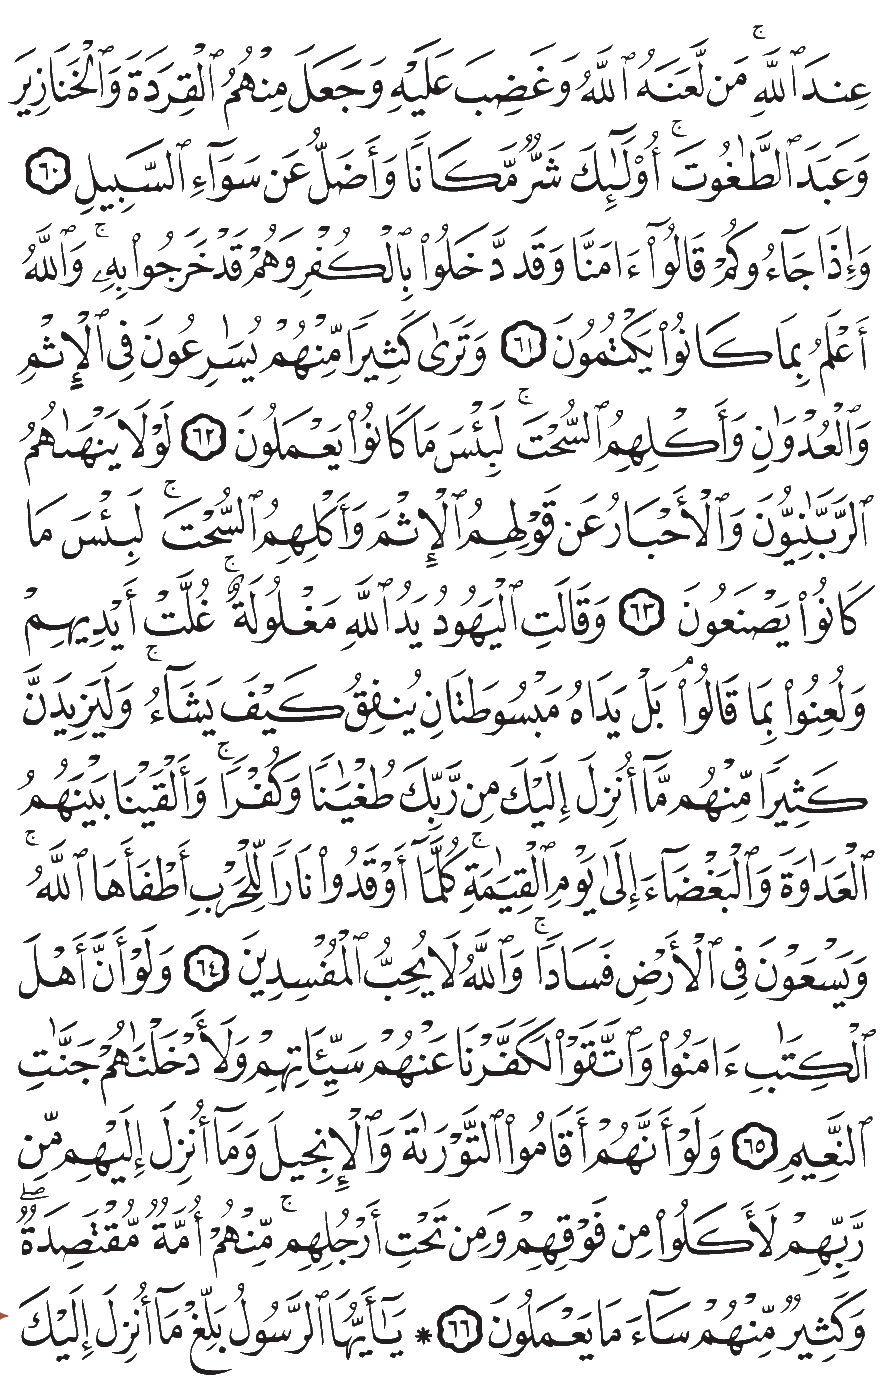 عِندَ ٱللَّهِۚ مَن لَّعَنَهُ ٱللَّهُ وَغَضِبَ عَلَيْهِ وَجَعَلَ مِنْهُمُ ٱلْقِرَدَةَ وَٱلْخَنَازِيرَ
وَعَبَدَ ٱلطَّٰغُوتَۚ أُوْلَٰٓئِكَ شَرٌّ مَّكَانًا وَأَضَلُّ عَن سَوَآءِ ٱلسَّبِيلِ ٦٠
وَإِذَا جَآءُوكُمْ قَالُوٓاْ ءَامَنَّا وَقَد دَّخَلُواْ بِٱلْكُفْرِ وَهُمْ قَدْ خَرَجُواْ بِهِۦۚ وَٱللَّهُ
أَعْلَمُ بِمَا كَانُواْ يَكْتُمُونَ ٦١ وَتَرَىٰ كَثِيرًا مِّنْهُمْ يُسَٰرِعُونَ فِى ٱلْإِثْمِ
وَٱلْعُدْوَٰنِ وَأَكْلِهِمُ ٱلسُّحْتَۚ لَبِئْسَ مَا كَانُواْ يَعْمَلُونَ ٦٢ لَوْلَا يَنْهَىٰهُمُ
ٱلرَّبَّٰنِيُّونَ وَٱلْأَحْبَارُ عَن قَوْلِهِمُ ٱلْإِثْمَ وَأَكْلِهِمُ ٱلسُّحْتَۚ لَبِئْسَ مَا
كَانُواْ يَصْنَعُونَ ٦٣ وَقَالَتِ ٱلْيَهُودُ يَدُ ٱللَّهِ مَغْلُولَةٌۚ غُلَّتْ أَيْدِيهِمْ
وَلُعِنُواْ بِمَا قَالُواْۘ بَلْ يَدَاهُ مَبْسُوطَتَانِ يُنفِقُ كَيْفَ يَشَآءُۚ وَلَيَزِيدَنَّ
كَثِيرًا مِّنْهُم مَّآ أُنزِلَ إِلَيْكَ مِن رَّبِّكَ طُغْيَٰنًا وَكُفْرًاۚ وَأَلْقَيْنَا بَيْنَهُمُ
ٱلْعَدَٰوَةَ وَٱلْبَغْضَآءَ إِلَىٰ يَوْمِ ٱلْقِيَٰمَةِۚ كُلَّمَآ أَوْقَدُواْ نَارًا لِّلْحَرْبِ أَطْفَأَهَا ٱللَّهُۚ
وَيَسْعَوْنَ فِى ٱلْأَرْضِ فَسَادًاۚ وَٱللَّهُ لَا يُحِبُّ ٱلْمُفْسِدِينَ ٦٤ وَلَوْ أَنَّ أَهْلَ
ٱلْكِتَٰبِ ءَامَنُواْ وَٱتَّقَوْاْ لَكَفَّرْنَا عَنْهُمْ سَيِّـَٔاتِهِمْ وَلَأَدْخَلْنَٰهُمْ جَنَّٰتِ
ٱلنَّعِيمِ ٦٥ وَلَوْ أَنَّهُمْ أَقَامُواْ ٱلتَّوْرَىٰةَ وَٱلْإِنجِيلَ وَمَآ أُنزِلَ إِلَيْهِم مِّن
رَّبِّهِمْ لَأَكَلُواْ مِن فَوْقِهِمْ وَمِن تَحْتِ أَرْجُلِهِمۚ مِّنْهُمْ أُمَّةٌ مُّقْتَصِدَةٌۖ
وَكَثِيرٌ مِّنْهُمْ سَآءَ مَا يَعْمَلُونَ ٦٦ * يَٰٓأَيُّهَا ٱلرَّسُولُ بَلِّغْ مَآ أُنزِلَ إِلَيْكَ